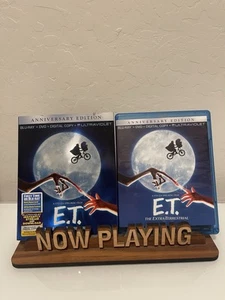 ANNIVERSARY EDITION
BLU-RAY + DVD + DIGITAL COPY + ULTRAVIOLET
E.T.
ANNIVERSARY EDITION
BLU-RAY + DVD + DIGITAL COPY + ULTRAVIOLET
E.T.
THE EXTRA-TERRESTRIAL
NOW PLAYING